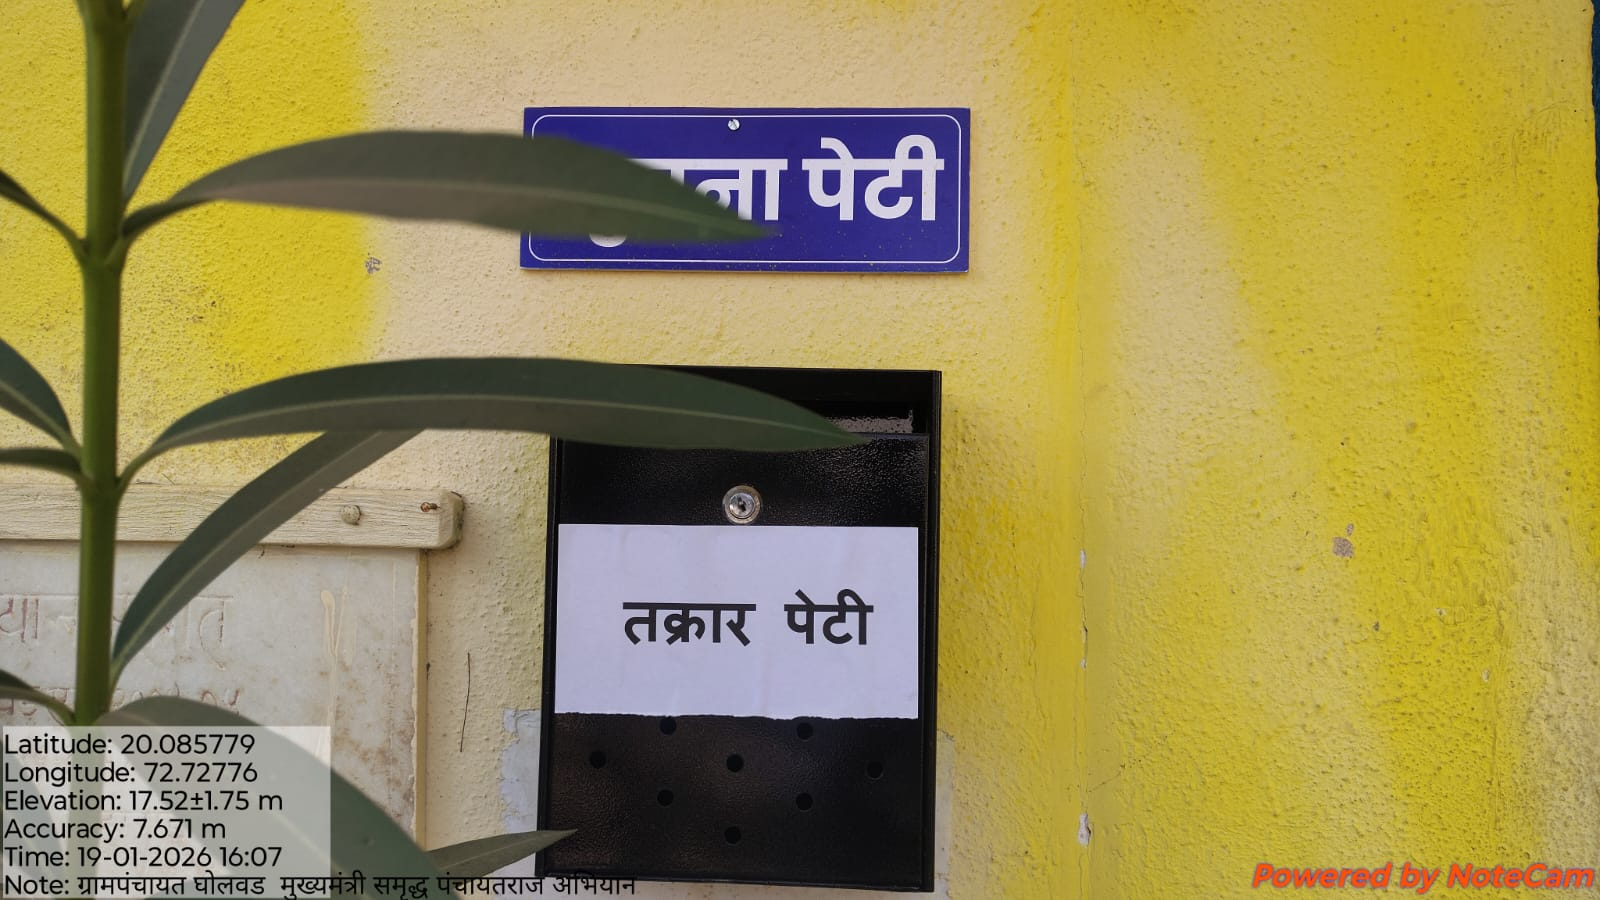 पेटी
तक्रार पेटी
Latitude: 20.085779
Longitude: 72.72776
Elevation: 17.52±1.75 m
Accuracy: 7.671 m
Time: 19-01-2026 16:07
Note: ग्रामपंचायत घोलवड मुख्यमंत्री समृद्ध पंचायतराज अभियान
Powered by NoteCam